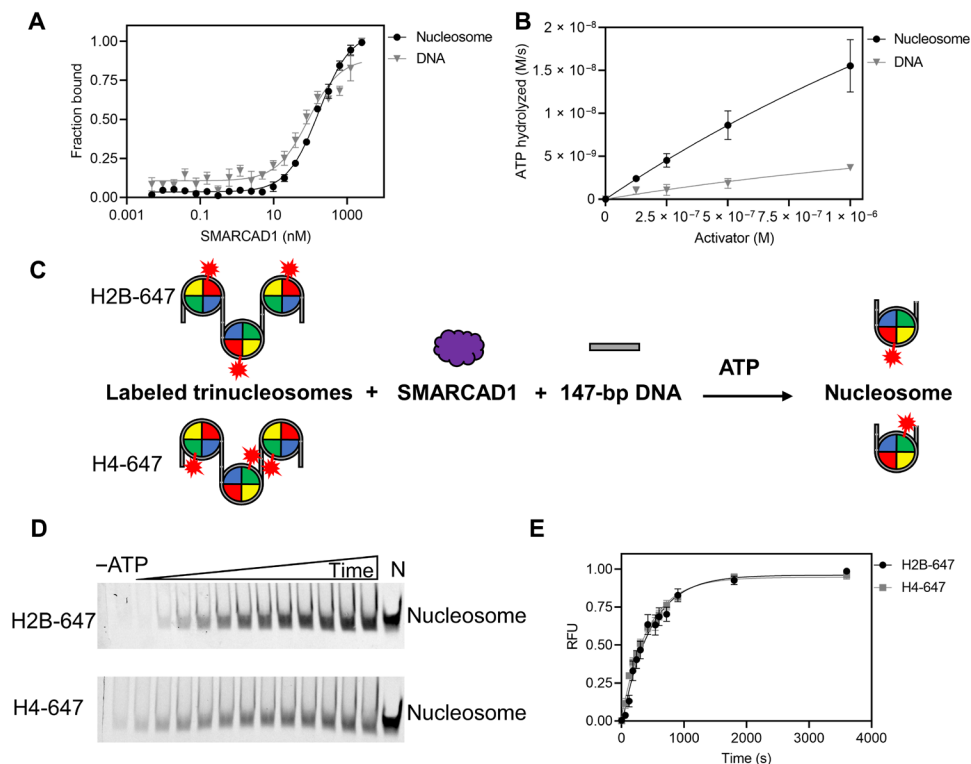 A
Fraction bound
1.00
0.75
0.50
0.25
0.00
0.001
0.1
10
1000
SMARCAD1 (nM)
Nucleosome
DNA
B
ATP hydrolyzed (M/s)
2.0 × 10⁻⁸
1.5 × 10⁻⁸
1 × 10⁻⁸
5 × 10⁻⁹
0
0
2.5 × 10⁻⁷
5 × 10⁻⁷
7.5 × 10⁻⁷
1 × 10⁻⁶
Activator (M)
Nucleosome
DNA
C
H2B-647
Labeled trinucleosomes + SMARCAD1 + 147-bp DNA ATP Nucleosome
H4-647
D
−ATP Time N
H2B-647 Nucleosome
H4-647 Nucleosome
E
RFU
1.00
0.75
0.50
0.25
0.00
0
1000
2000
3000
4000
Time (s)
H2B-647
H4-647